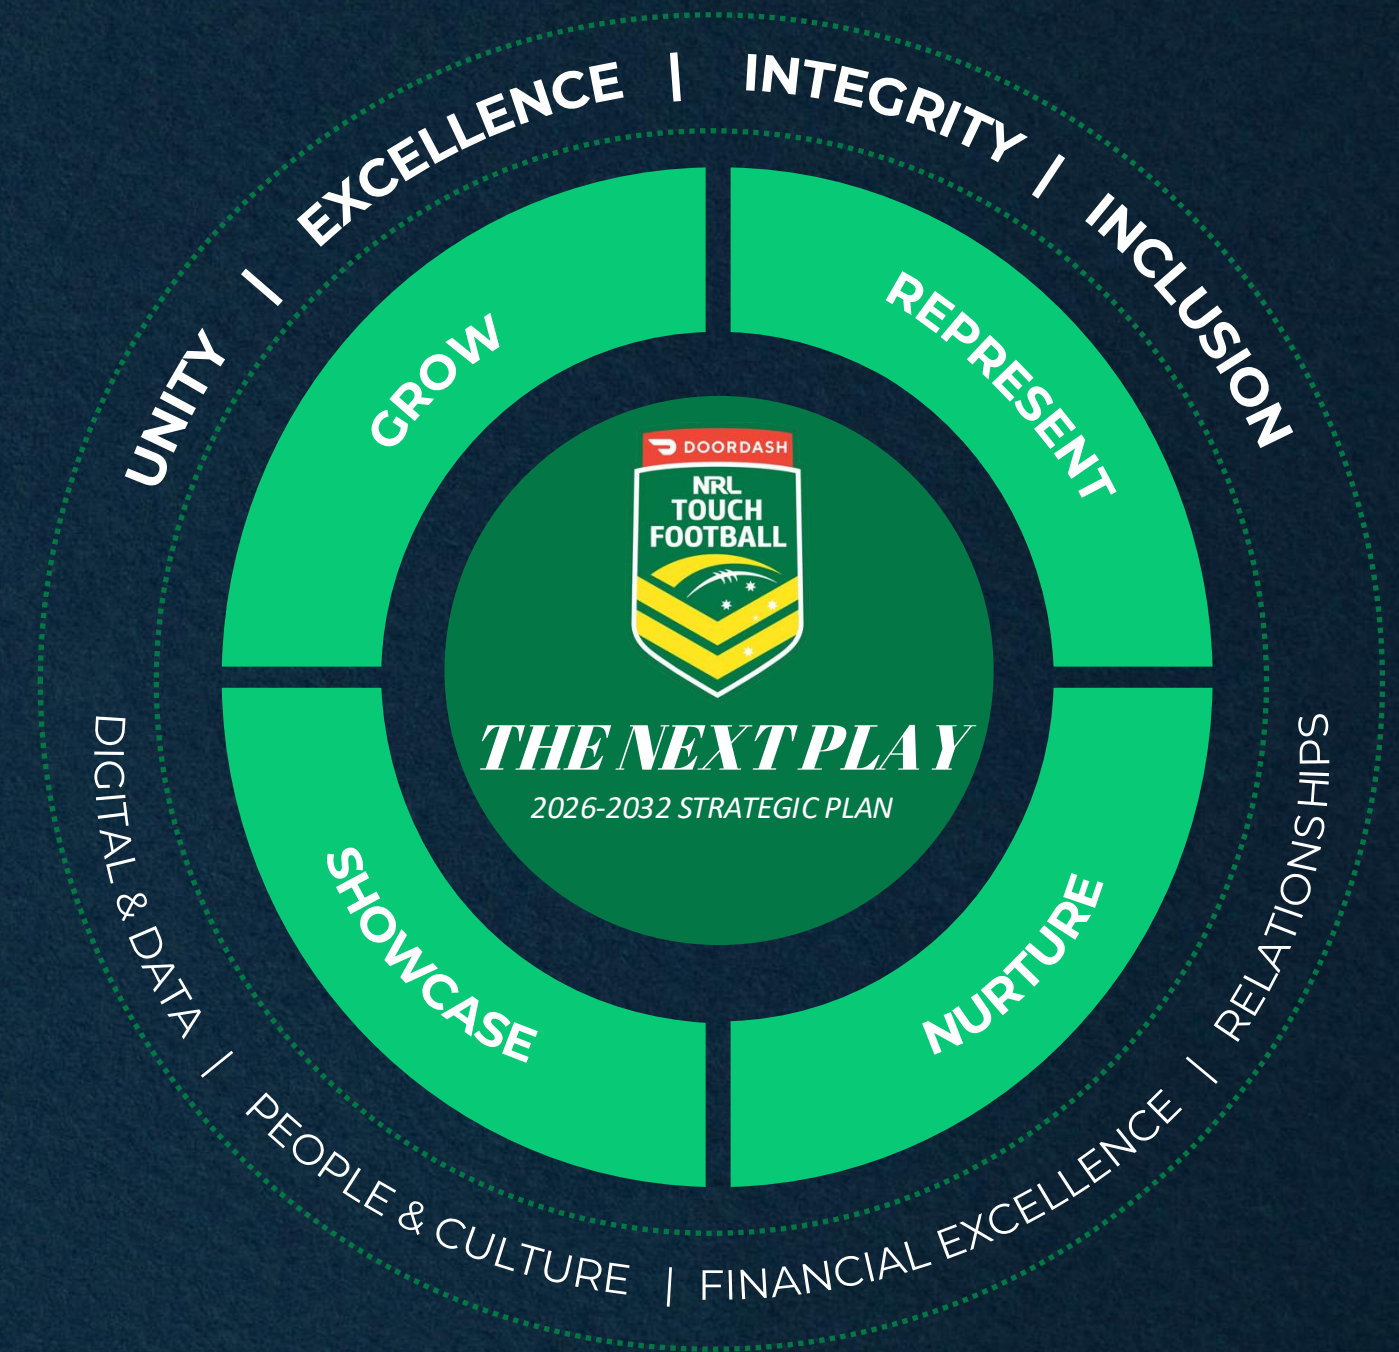 UNITY | EXCELLENCE | INTEGRITY | INCLUSION
GROW
REPRESENT
DOORDASH
NRL
TOUCH
FOOTBALL
THE NEXT PLAY
2026-2032 STRATEGIC PLAN
SHOWCASE
NURTURE
DIGITAL & DATA | PEOPLE & CULTURE | FINANCIAL EXCELLENCE | RELATIONSHIPS